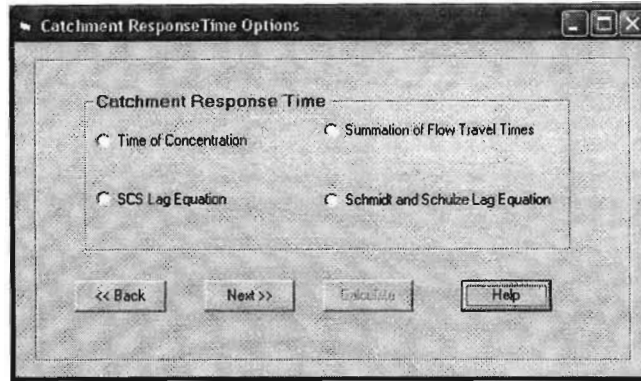 Catchment ResponseTime Options
Catchment Response Time
Time of Concentration
Summation of Flow Travel Times
SCS Lag Equation
Schmidt and Schulze Lag Equation
<< Back
Next >>
Calculate
Help